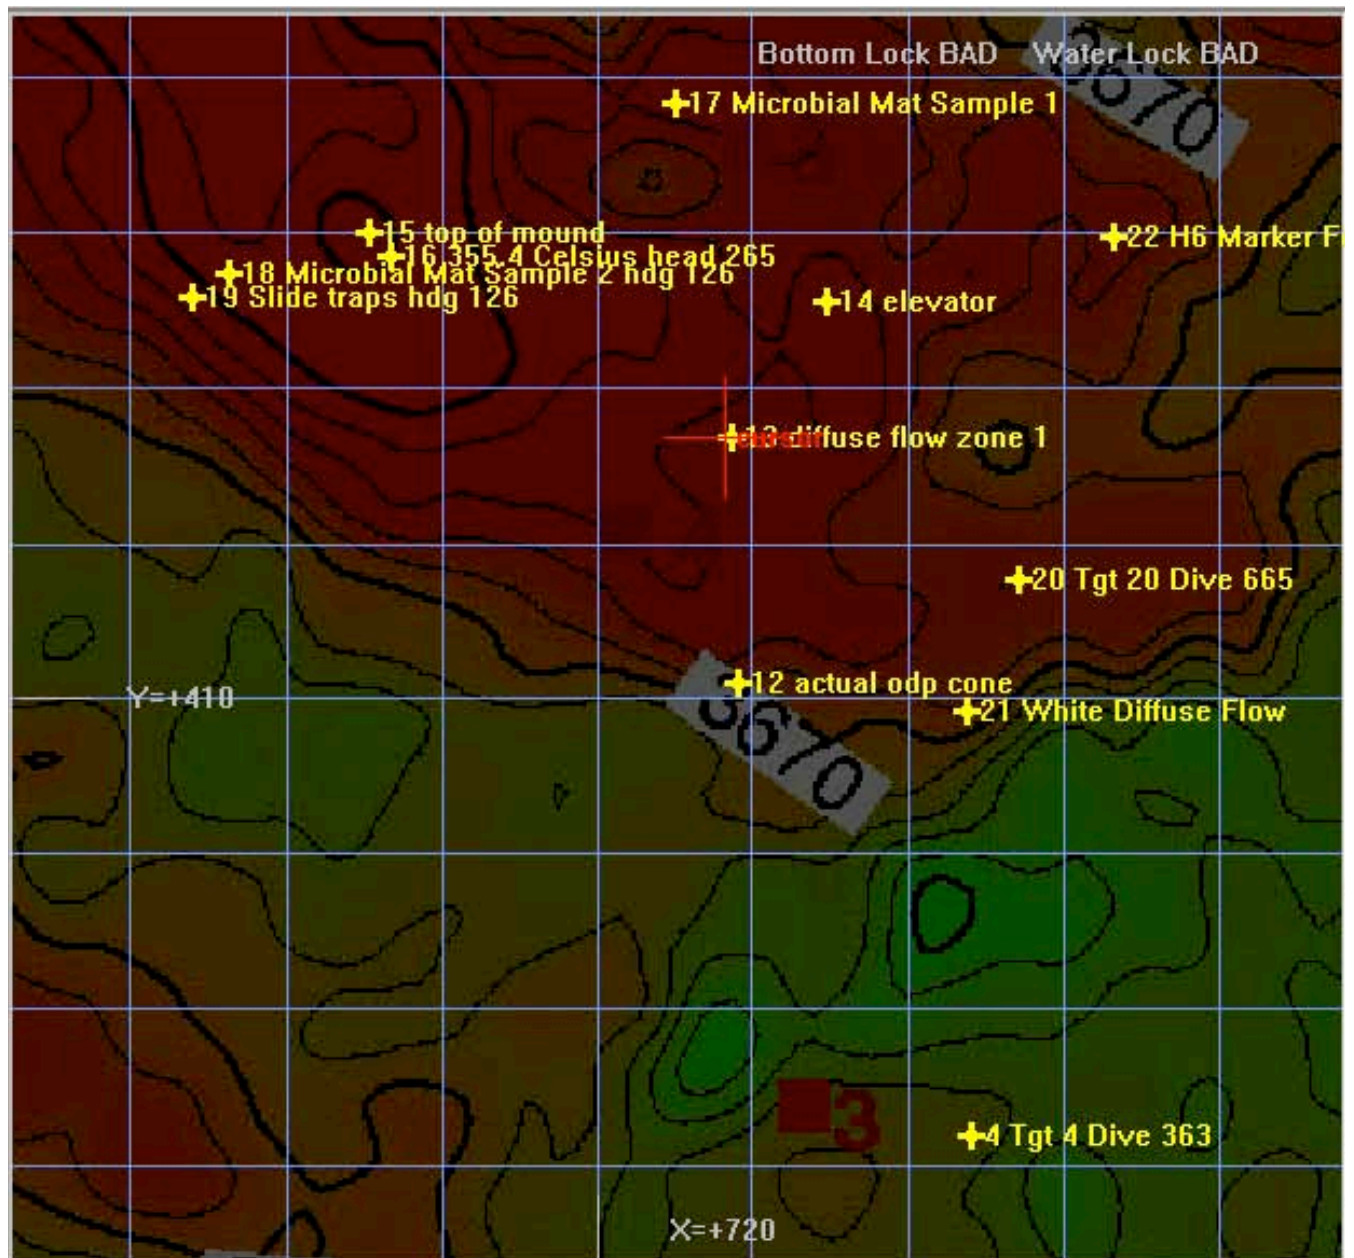 Bottom Lock BAD Water Lock BAD
3670
17 Microbial Mat Sample 1
15 top of mound
22 H6 Marker F
16 355.4 Celsius head 265
18 Microbial Mat Sample 2 hdg 126
19 Slide traps hdg 126
14 elevator
13 diffuse flow zone 1
20 Tgt 20 Dive 665
12 actual odp cone
Y=+410
21 White Diffuse Flow
3670
3
4 Tgt 4 Dive 363
X=+720